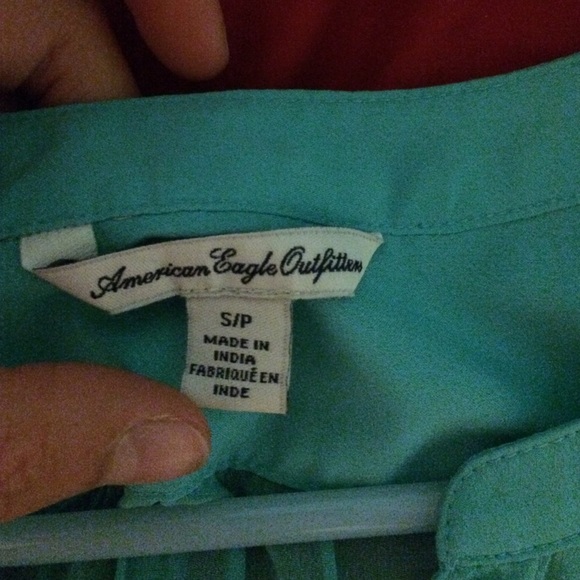 American Eagle Outfitters
S/P
MADE IN
INDIA
FABRIQUÉ EN
INDE